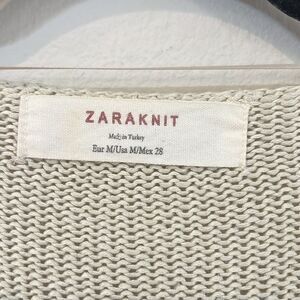 ZARAKNIT
Made in Turkey
Eur M/Usa M/Mex 28